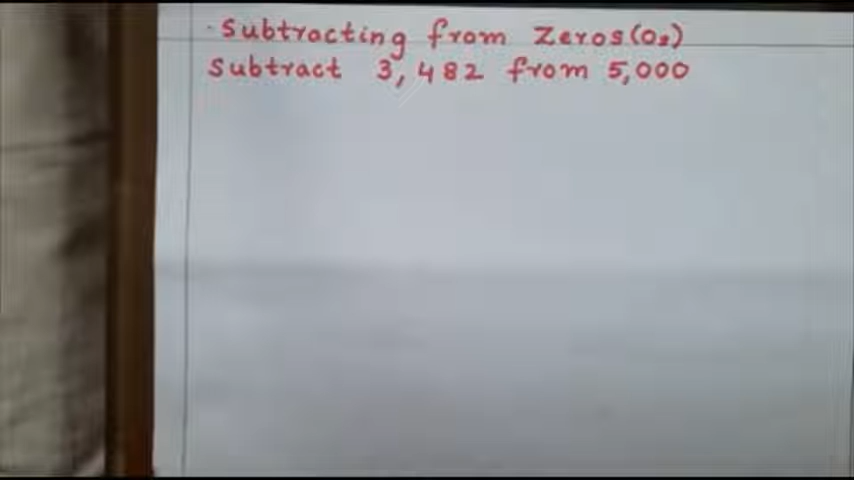 Subtracting from Zeros(0s)
Subtract 3,482 from 5,000